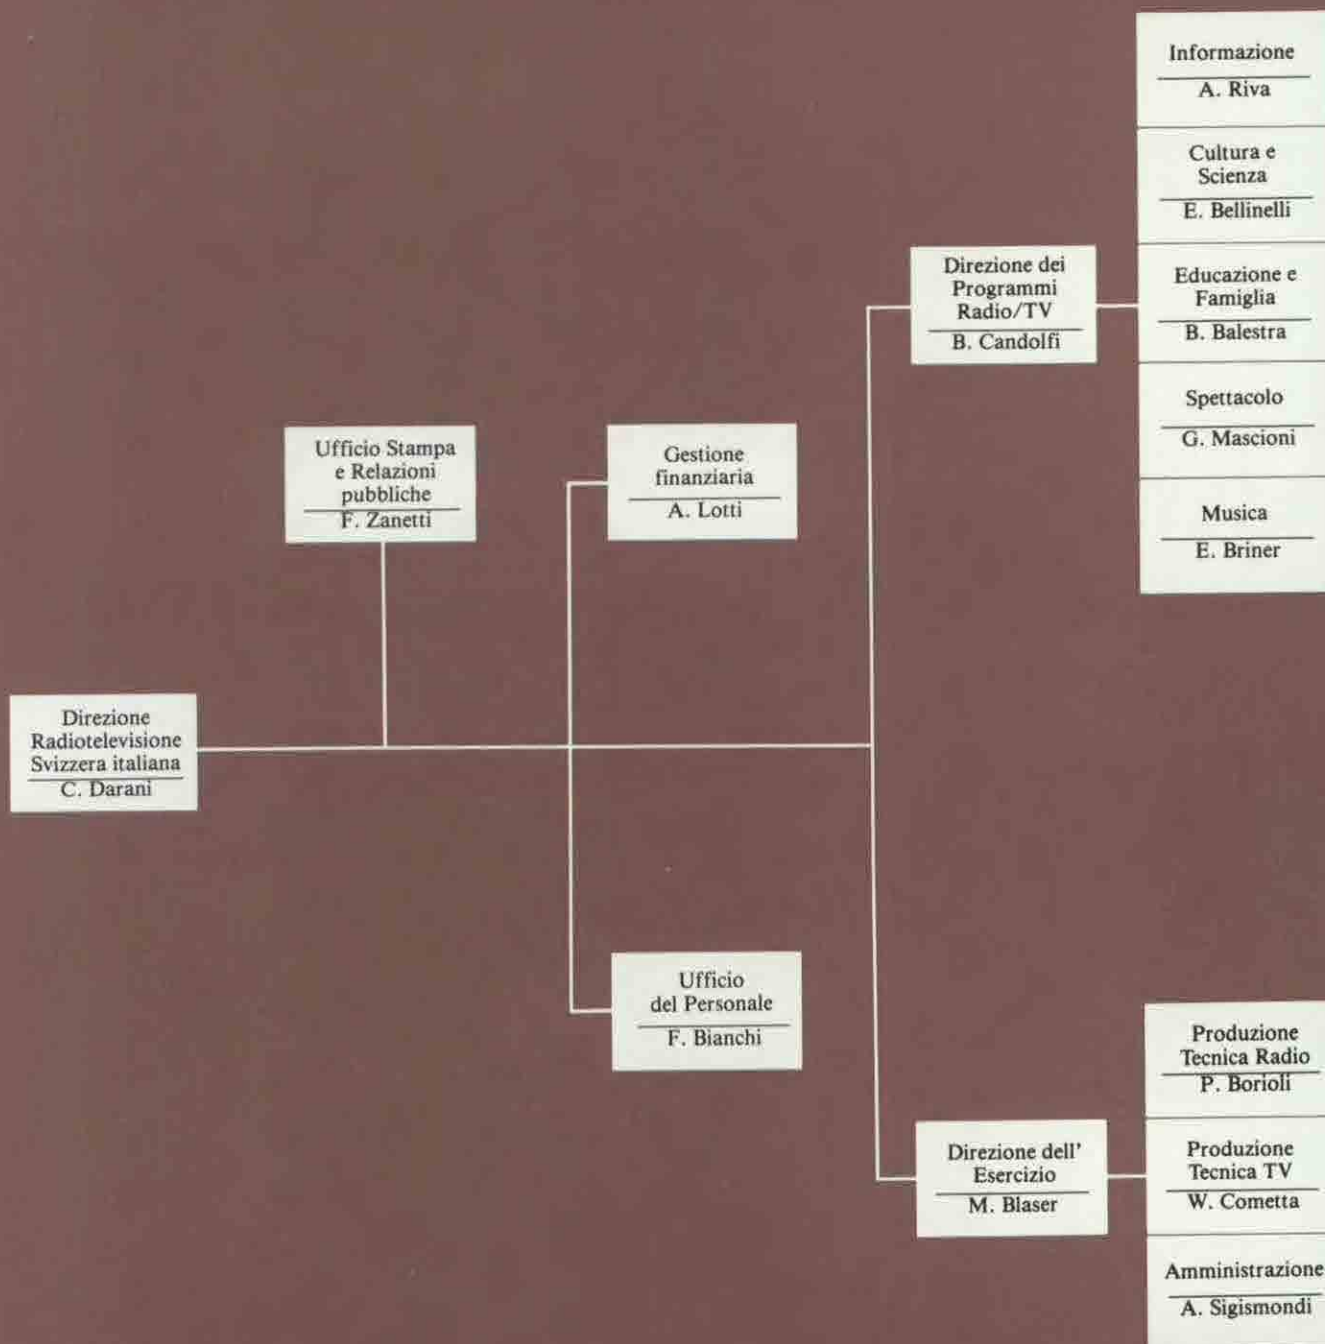 Informazione
A. Riva
Cultura e
Scienza
E. Bellinelli
Direzione dei
Programmi
Radio/TV
B. Candolfi
Educazione e
Famiglia
B. Balestra
Spettacolo
G. Mascioni
Musica
E. Briner
Ufficio Stampa
e Relazioni
pubbliche
F. Zanetti
Gestione
finanziaria
A. Lotti
Direzione
Radiotelevisione
Svizzera italiana
C. Darani
Ufficio
del Personale
F. Bianchi
Direzione dell'
Esercizio
M. Blaser
Produzione
Tecnica Radio
P. Borioli
Produzione
Tecnica TV
W. Cometta
Amministrazione
A. Sigismondi